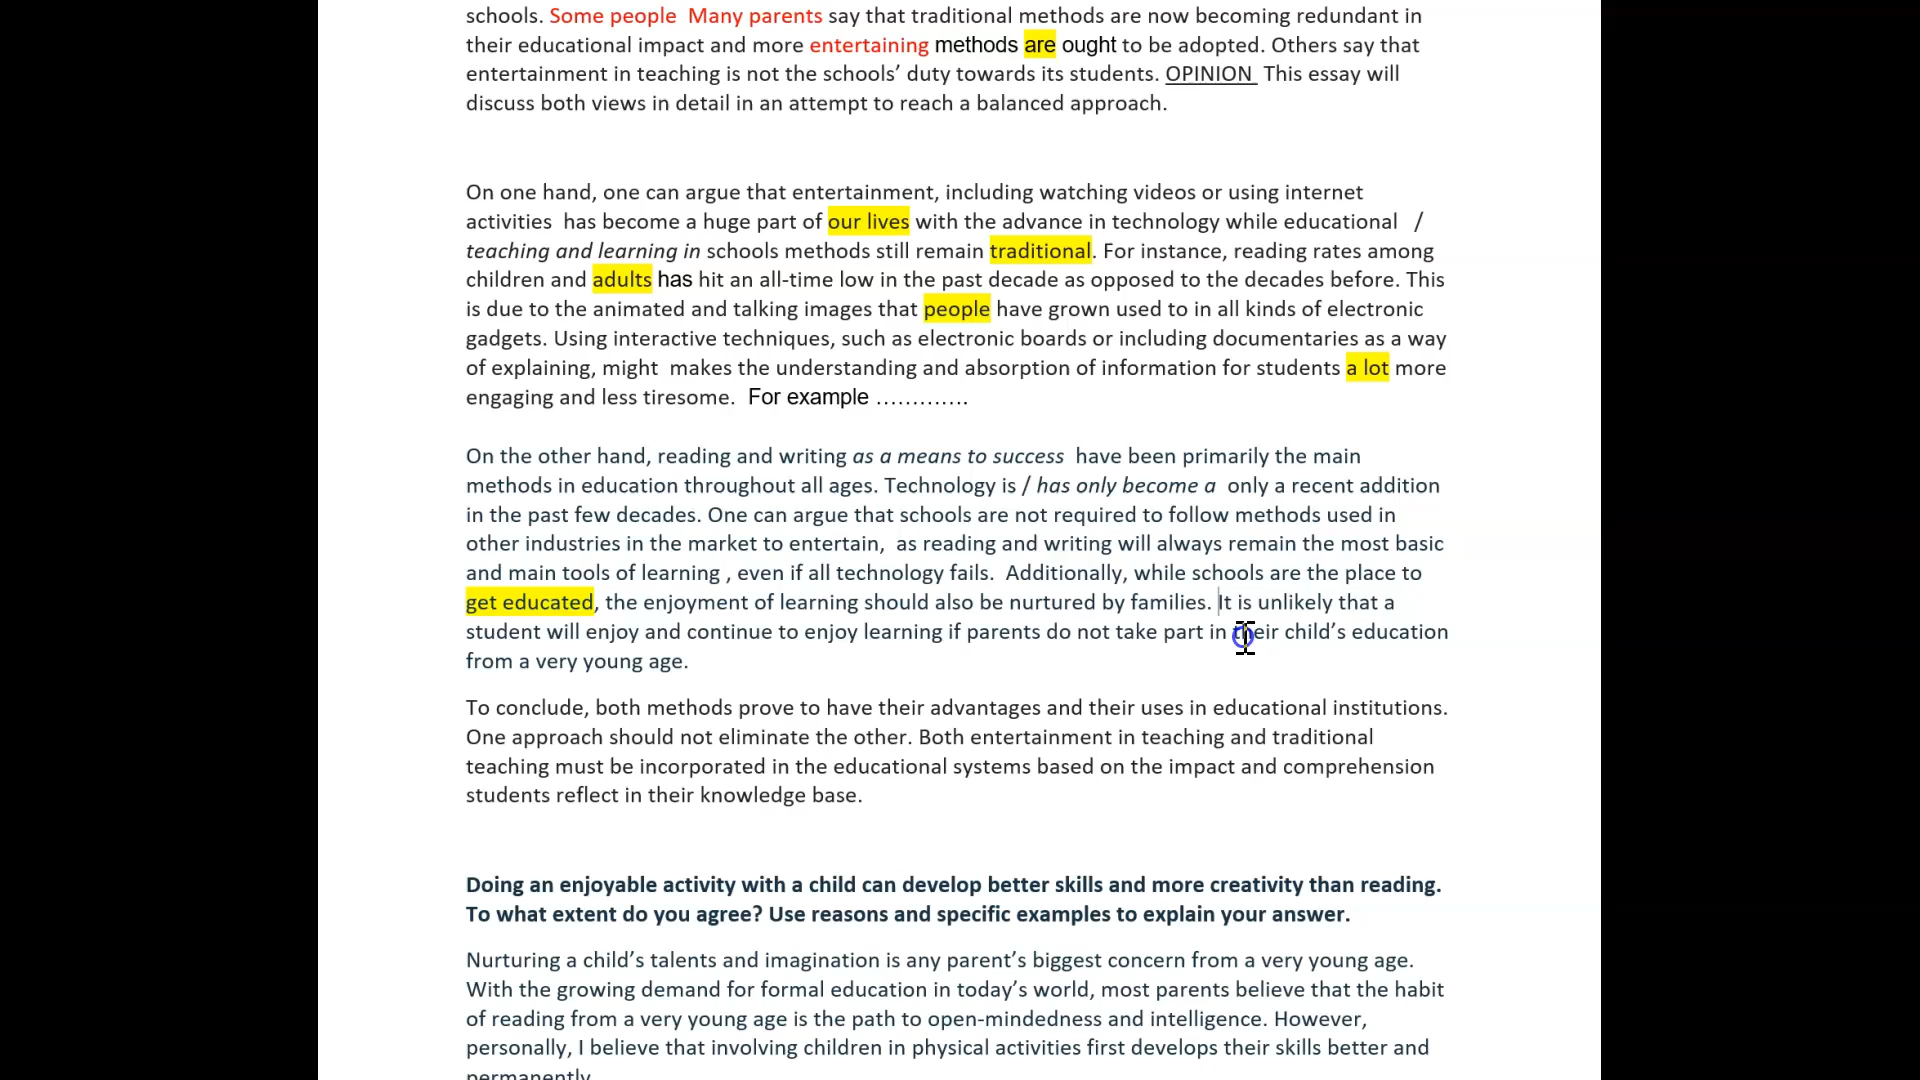 schools. Some people  Many parents say that traditional methods are now becoming redundant in
their educational impact and more entertaining methods are ought to be adopted. Others say that
entertainment in teaching is not the schools’ duty towards its students. OPINION  This essay will
discuss both views in detail in an attempt to reach a balanced approach.
On one hand, one can argue that entertainment, including watching videos or using internet
activities  has become a huge part of our lives with the advance in technology while educational   /
teaching and learning in schools methods still remain traditional. For instance, reading rates among
children and adults has hit an all-time low in the past decade as opposed to the decades before. This
is due to the animated and talking images that people have grown used to in all kinds of electronic
gadgets. Using interactive techniques, such as electronic boards or including documentaries as a way
of explaining, might  makes the understanding and absorption of information for students a lot more
engaging and less tiresome.  For example ………….
On the other hand, reading and writing as a means to success  have been primarily the main
methods in education throughout all ages. Technology is / has only become a  only a recent addition
in the past few decades. One can argue that schools are not required to follow methods used in
other industries in the market to entertain,  as reading and writing will always remain the most basic
and main tools of learning , even if all technology fails.  Additionally, while schools are the place to
get educated, the enjoyment of learning should also be nurtured by families. It is unlikely that a
student will enjoy and continue to enjoy learning if parents do not take part in their child’s education
from a very young age.
To conclude, both methods prove to have their advantages and their uses in educational institutions.
One approach should not eliminate the other. Both entertainment in teaching and traditional
teaching must be incorporated in the educational systems based on the impact and comprehension
students reflect in their knowledge base.
Doing an enjoyable activity with a child can develop better skills and more creativity than reading.
To what extent do you agree? Use reasons and specific examples to explain your answer.
Nurturing a child’s talents and imagination is any parent’s biggest concern from a very young age.
With the growing demand for formal education in today’s world, most parents believe that the habit
of reading from a very young age is the path to open-mindedness and intelligence. However,
personally, I believe that involving children in physical activities first develops their skills better and
permanently.